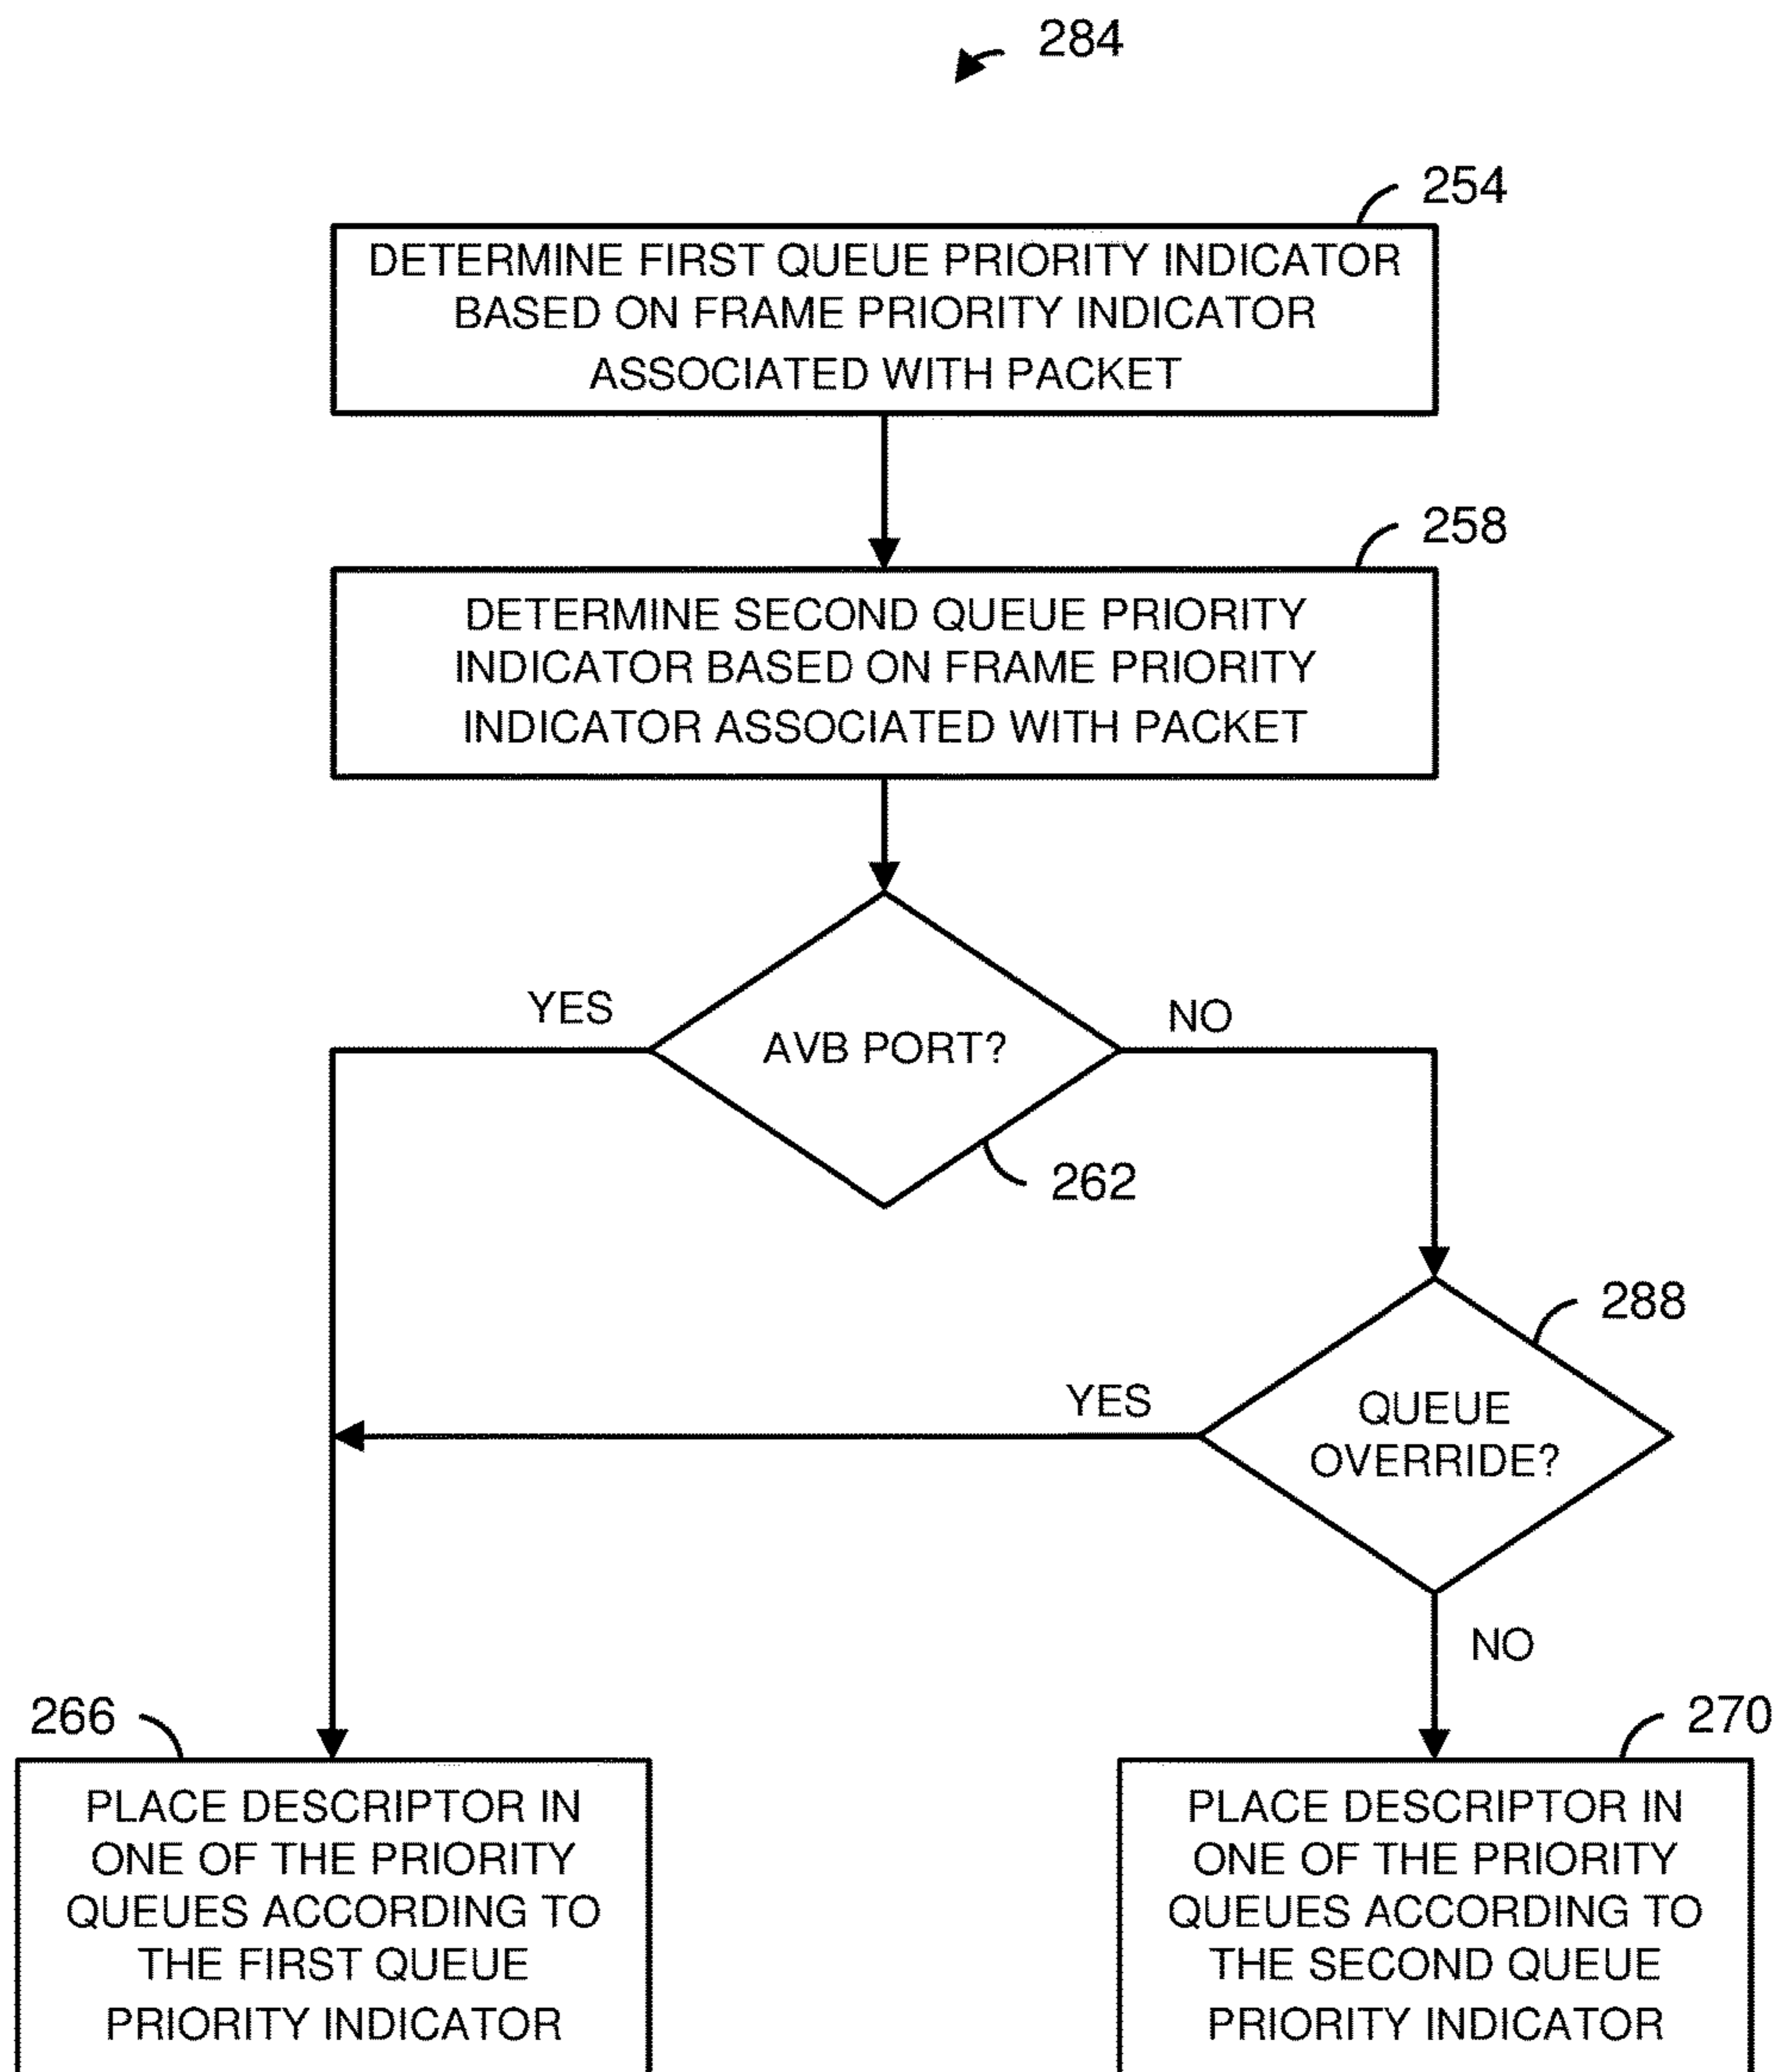 284
254
DETERMINE FIRST QUEUE PRIORITY INDICATOR
BASED ON FRAME PRIORITY INDICATOR
ASSOCIATED WITH PACKET
258
DETERMINE SECOND QUEUE PRIORITY
INDICATOR BASED ON FRAME PRIORITY
INDICATOR ASSOCIATED WITH PACKET
YES
AVB PORT?
NO
262
288
YES
QUEUE
OVERRIDE?
NO
266
PLACE DESCRIPTOR IN
ONE OF THE PRIORITY
QUEUES ACCORDING TO
THE FIRST QUEUE
PRIORITY INDICATOR
270
PLACE DESCRIPTOR IN
ONE OF THE PRIORITY
QUEUES ACCORDING TO
THE SECOND QUEUE
PRIORITY INDICATOR